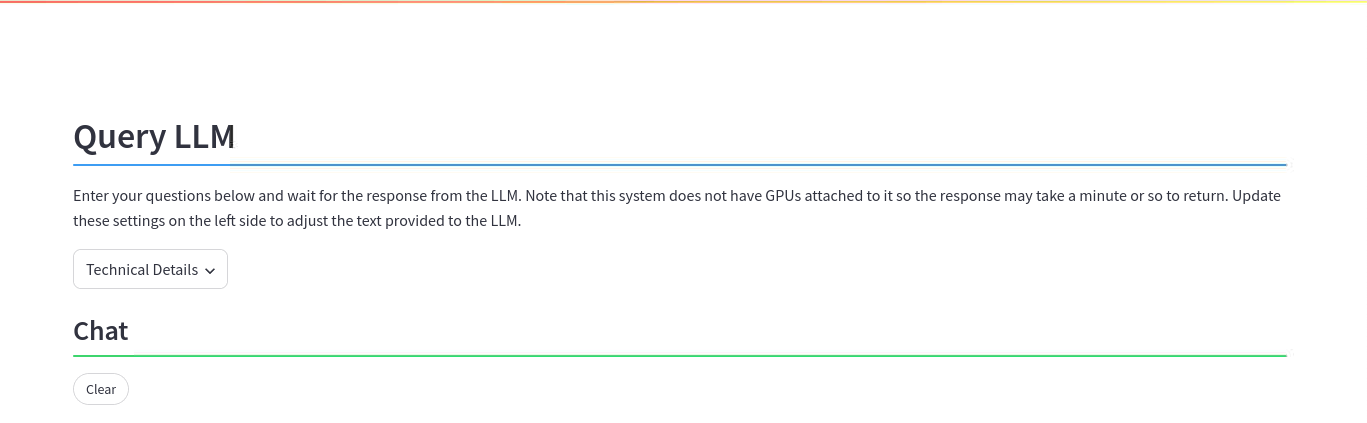 Query LLM
Enter your questions below and wait for the response from the LLM. Note that this system does not have GPUs attached to it so the response may take a minute or so to return. Update
these settings on the left side to adjust the text provided to the LLM.
Technical Details
Chat
Clear